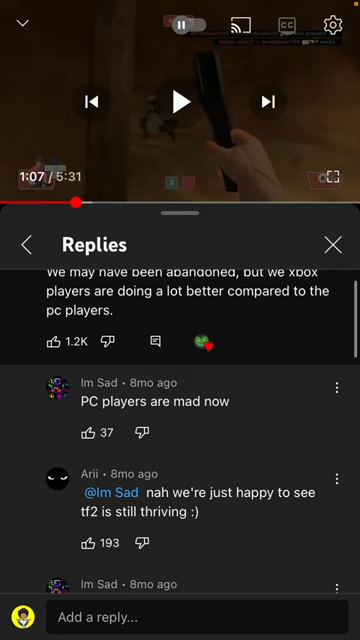 CC
1:07 / 5:31
Replies
We may have been abandoned, but we xbox
players are doing a lot better compared to the
pc players.
1.2K
Im Sad • 8mo ago
PC players are mad now
37
Arii • 8mo ago
@Im Sad nah we're just happy to see
tf2 is still thriving :)
193
Im Sad • 8mo ago
Add a reply...